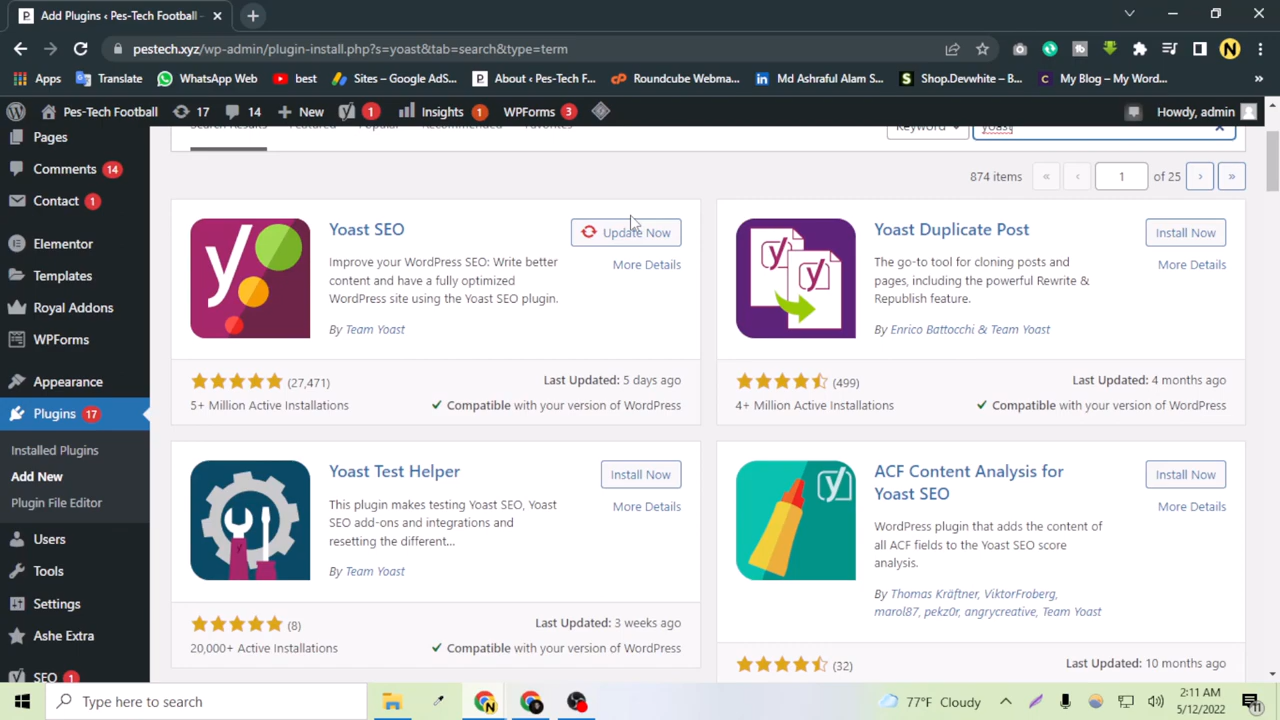 Add Plugins ‹ Pes-Tech Football -
pestech.xyz/wp-admin/plugin-install.php?s=yoast&tab=search&type=term
Apps Translate WhatsApp Web best Sites – Google AdS... About ‹ Pes-Tech F... Roundcube Webma... Md Ashraful Alam S... Shop.Devwhite – O... My Blog – My Word...
Pes-Tech Football 17 14 New 1 Insights 1 WPForms 3 Howdy, admin
Search Results Featured Popular Recommended Favorites Keyword yoast
Pages
Comments 14
Contact 1
Elementor
Templates
Royal Addons
WPForms
Appearance
Plugins 17
Installed Plugins
Add New
Plugin File Editor
Users
Tools
Settings
Ashe Extra
SEO 1
874 items « ‹ 1 of 25 › »
Yoast SEO
Update Now
More Details
Improve your WordPress SEO: Write better
content and have a fully optimized
WordPress site using the Yoast SEO plugin.
By Team Yoast
(27,471)
Last Updated: 5 days ago
5+ Million Active Installations
Compatible with your version of WordPress
Yoast Duplicate Post
Install Now
More Details
The go-to tool for cloning posts and
pages, including the powerful Rewrite &
Republish feature.
By Enrico Battocchi & Team Yoast
(499)
Last Updated: 4 months ago
4+ Million Active Installations
Compatible with your version of WordPress
Yoast Test Helper
Install Now
More Details
This plugin makes testing Yoast SEO, Yoast
SEO add-ons and integrations and
resetting the different...
By Team Yoast
(8)
Last Updated: 3 weeks ago
20,000+ Active Installations
Compatible with your version of WordPress
ACF Content Analysis for
Yoast SEO
Install Now
More Details
WordPress plugin that adds the content of
all ACF fields to the Yoast SEO score
analysis.
By Thomas Kräftner, ViktorFroberg,
marol87, pekz0r, angrycreative, Team Yoast
(32)
Last Updated: 10 months ago
Type here to search
77°F Cloudy
2:11 AM
5/12/2022